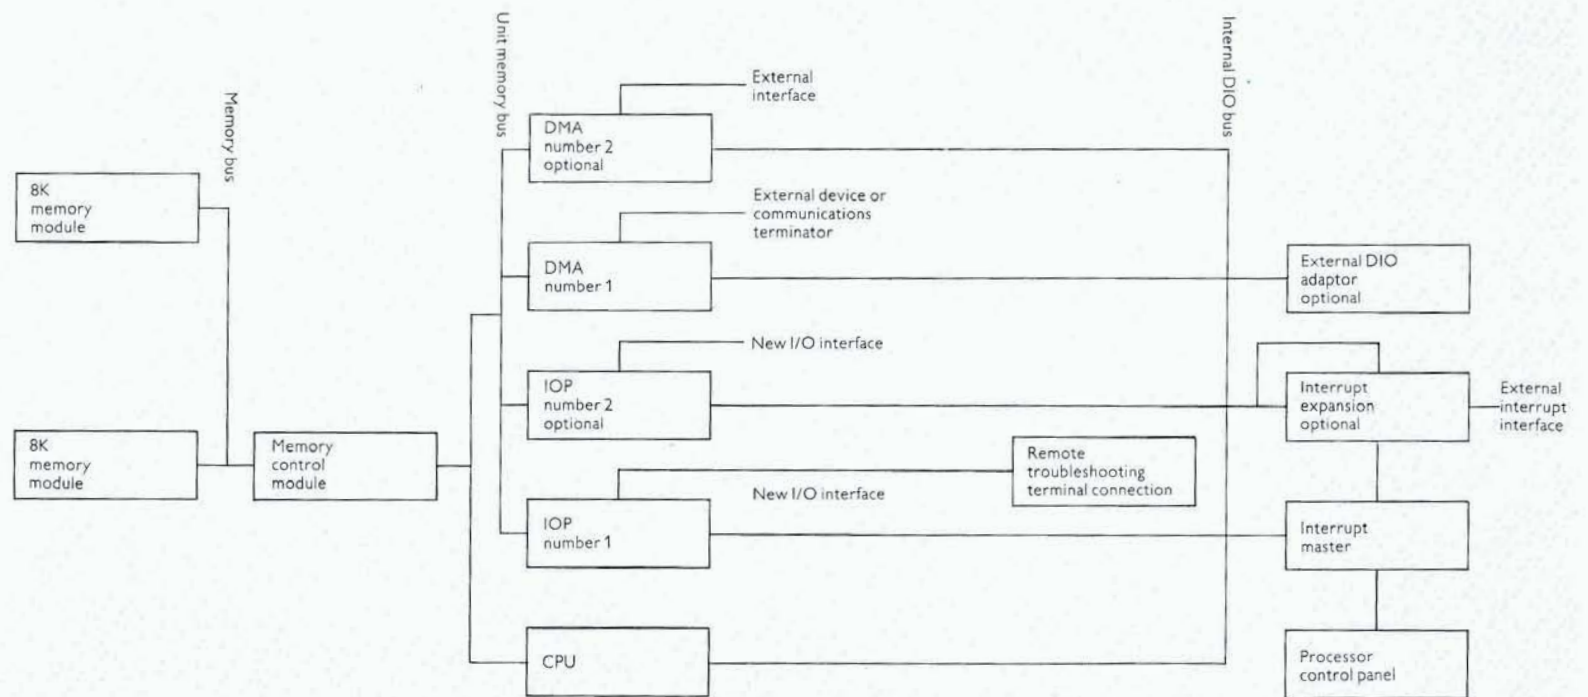 Memory bus
Unit memory bus
Internal DIO bus
8K
memory
module
8K
memory
module
Memory
control
module
External
interface
DMA
number 2
optional
External device or
communications
terminator
DMA
number 1
New I/O interface
IOP
number 2
optional
New I/O interface
IOP
number 1
CPU
Remote
troubleshooting
terminal connection
External DIO
adaptor
optional
Interrupt
expansion
optional
External
interrupt
interface
Interrupt
master
Processor
control panel